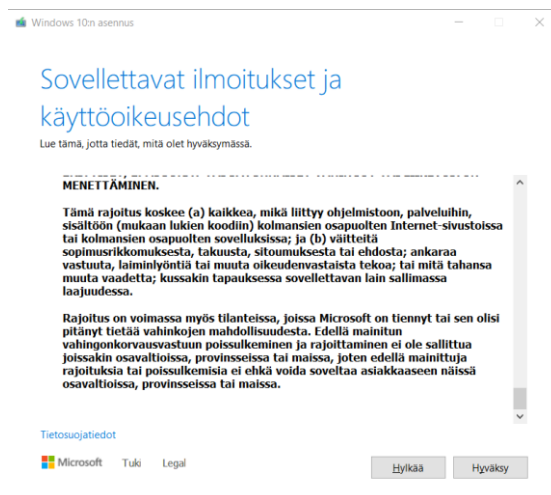 Windows 10:n asennus
Sovellettavat ilmoitukset ja
käyttöoikeusehdot
Lue tämä, jotta tiedät, mitä olet hyväksymässä.
MENETTÄMINEN.
Tämä rajoitus koskee (a) kaikkea, mikä liittyy ohjelmistoon, palveluihin,
sisältöön (mukaan lukien koodiin) kolmansien osapuolten Internet-sivustoissa
tai kolmansien osapuolten sovelluksissa; ja (b) väitteitä
sopimusrikkomuksesta, takuusta, sitoumuksesta tai ehdosta; ankaraa
vastuuta, laiminlyöntiä tai muuta oikeudenvastaista tekoa; tai mitä tahansa
muuta vaadetta; kussakin tapauksessa sovellettavan lain sallimassa
laajuudessa.
Rajoitus on voimassa myös tilanteissa, joissa Microsoft on tiennyt tai sen olisi
pitänyt tietää vahinkojen mahdollisuudesta. Edellä mainitun
vahingonkorvausvastuun poissulkeminen ja rajoittaminen ei ole sallittua
joissakin osavaltioissa, provinsseissa tai maissa, joten edellä mainittuja
rajoituksia tai poissulkemisia ei ehkä voida soveltaa asiakkaaseen näissä
osavaltioissa, provinsseissa tai maissa.
Tietosuojatiedot
Microsoft Tuki Legal
Hylkää Hyväksy